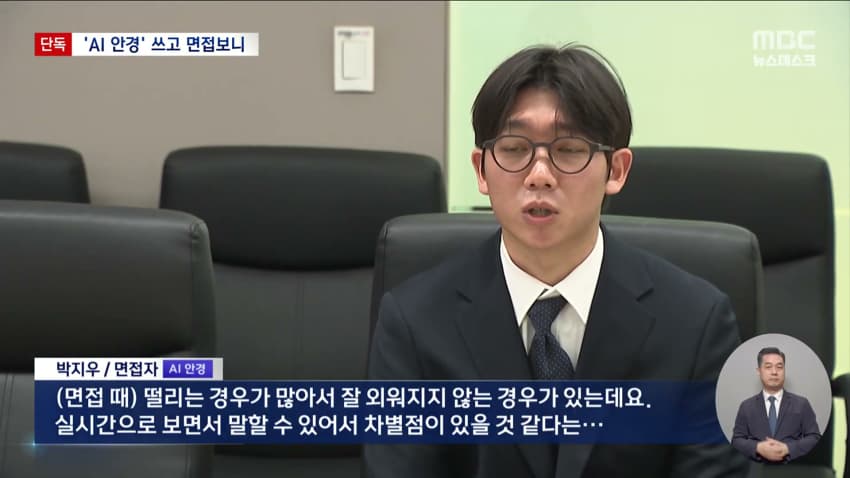 단독 'AI 안경' 쓰고 면접보니
MBC
뉴스데스크
박지우 / 면접자 AI 안경
(면접 때) 떨리는 경우가 많아서 잘 외워지지 않는 경우가 있는데요.
실시간으로 보면서 말할 수 있어서 차별점이 있을 것 같다는…